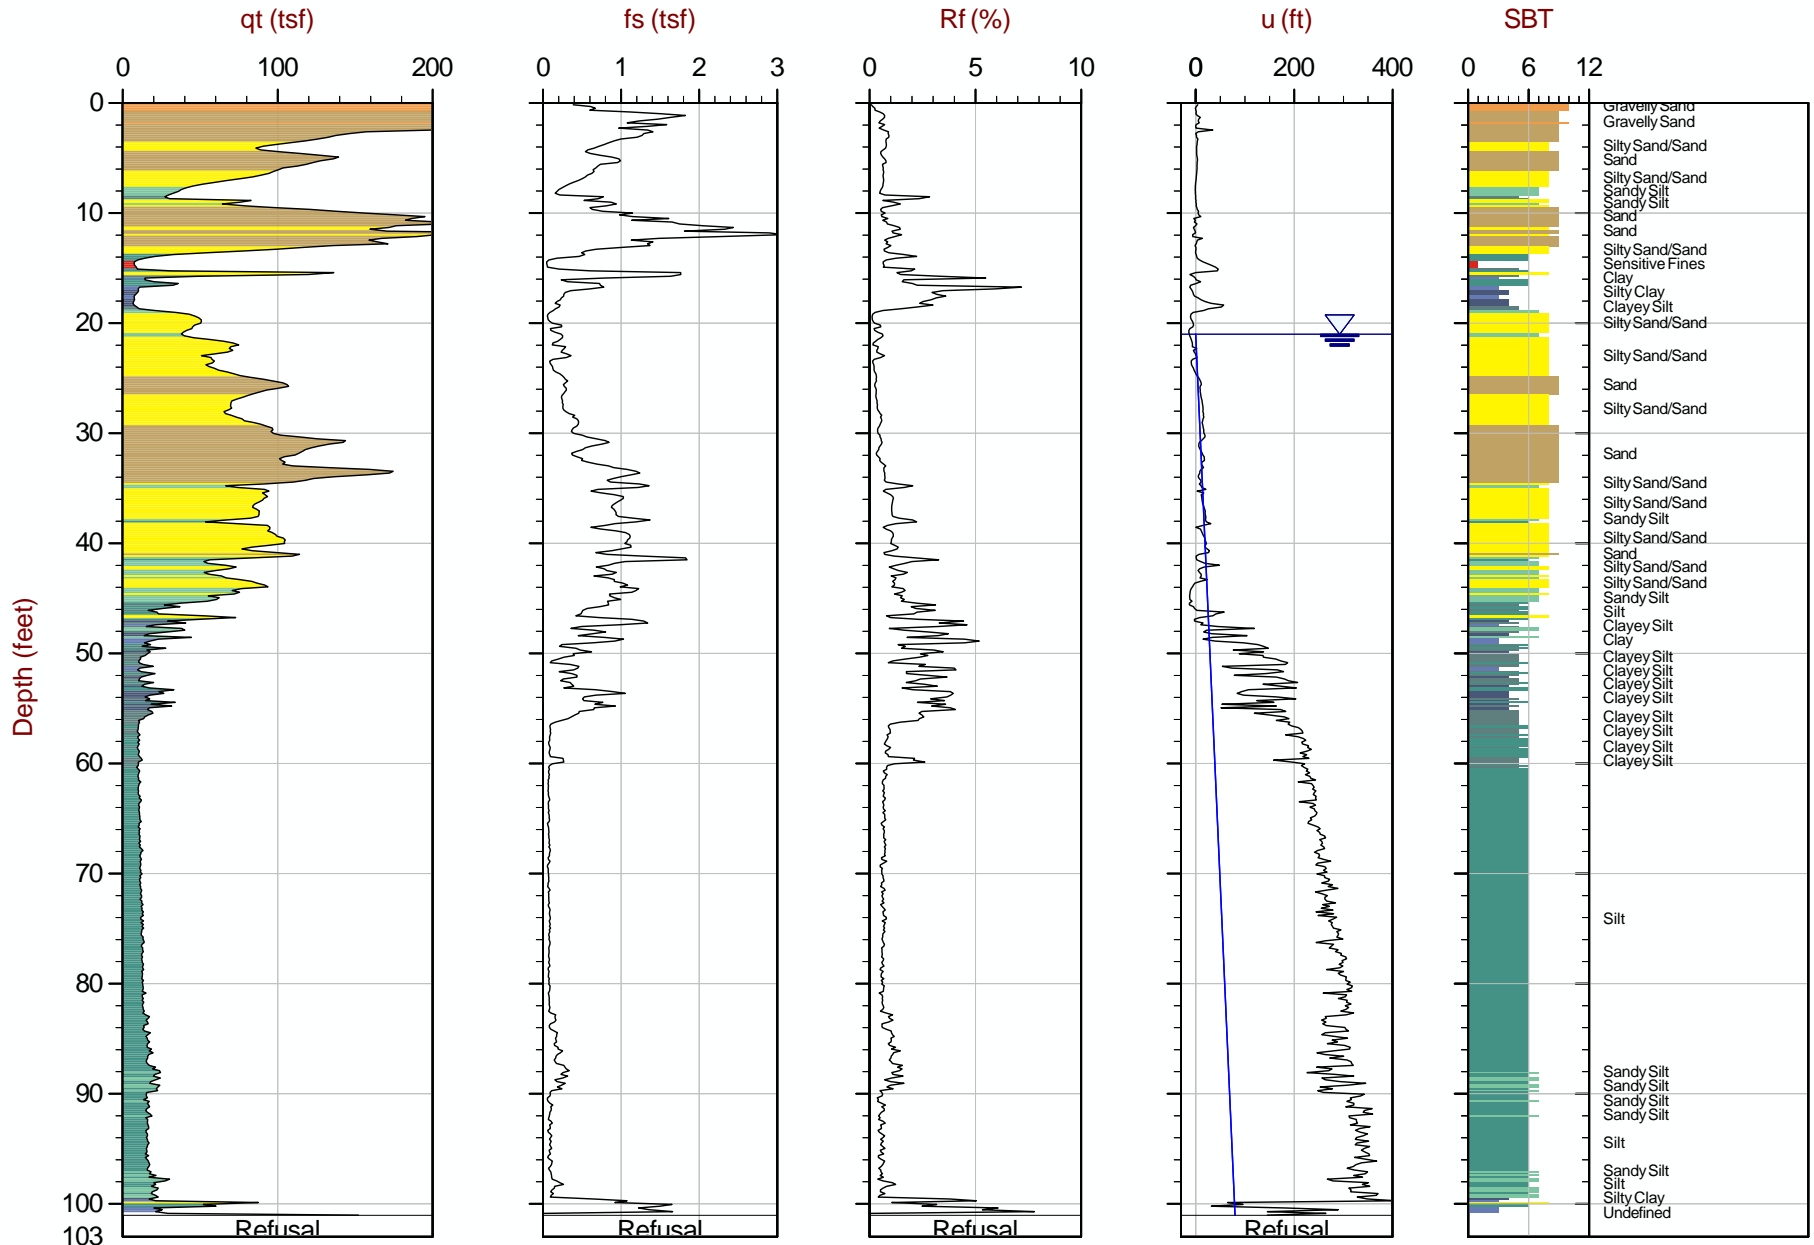 qt (tsf) fs (tsf) Rf (%) u (ft) SBT
0 100 200 0 1 2 3 0 5 10 0 200 400 0 6 12
0
10
20
30
40
50
60
70
80
90
100
103
Depth (feet)
Gravelly Sand
Gravelly Sand
Silty Sand/Sand
Sand
Silty Sand/Sand
Sandy Silt
Sandy Silt
Sand
Sand
Silty Sand/Sand
Sensitive Fines
Clay
Silty Clay
Clayey Silt
Silty Sand/Sand
Silty Sand/Sand
Sand
Silty Sand/Sand
Sand
Silty Sand/Sand
Silty Sand/Sand
Sandy Silt
Silty Sand/Sand
Sand
Silty Sand/Sand
Silty Sand/Sand
Sandy Silt
Silt
Clayey Silt
Clay
Clayey Silt
Clayey Silt
Clayey Silt
Clayey Silt
Clayey Silt
Clayey Silt
Clayey Silt
Clayey Silt
Silt
Sandy Silt
Sandy Silt
Sandy Silt
Sandy Silt
Silt
Sandy Silt
Silt
Silty Clay
Undefined
Refusal Refusal Refusal Refusal